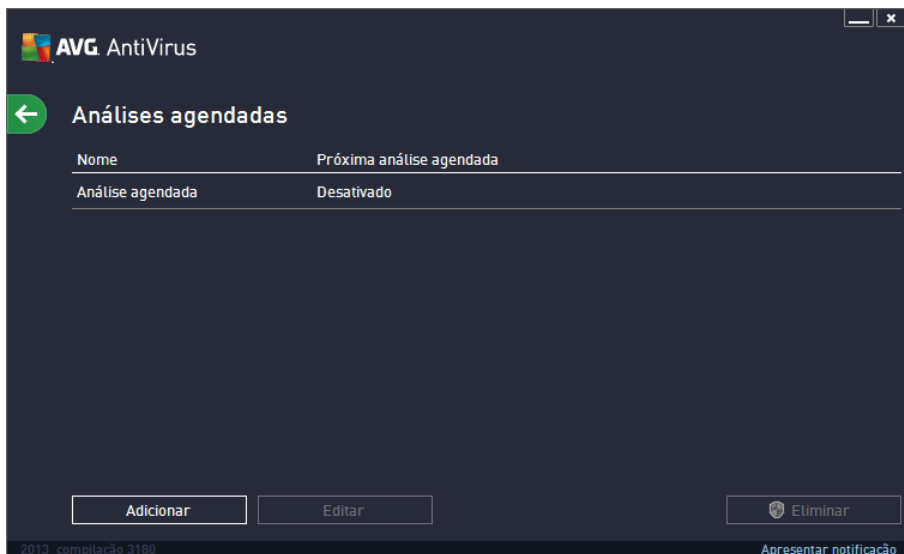 AVG. AntiVirus
Análises agendadas
Nome Próxima análise agendada
Análise agendada Desativado
Adicionar Editar Eliminar
2013 compilação 3180 Apresentar notificação